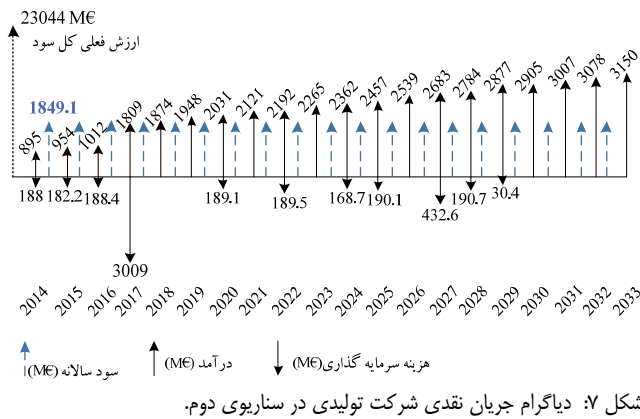 23044 M€
ارزش فعلی کل سود
1849.1
895 954 1012 1809 1874 1948 2031 2121 2192 2265 2362 2457 2539 2683 2784 2877 2905 3007 3078 3150
188 182.2 188.4 3009 189.1 189.5 168.7 190.1 432.6 190.7 30.4
2014 2015 2016 2017 2018 2019 2020 2021 2022 2023 2024 2025 2026 2027 2028 2029 2030 2031 2032 2033
هزینه سرمایه گذاری(M€) درآمد (M€) سود سالانه (M€)
شکل ۷: دیاگرام جریان نقدی شرکت تولیدی در سناریوی دوم.